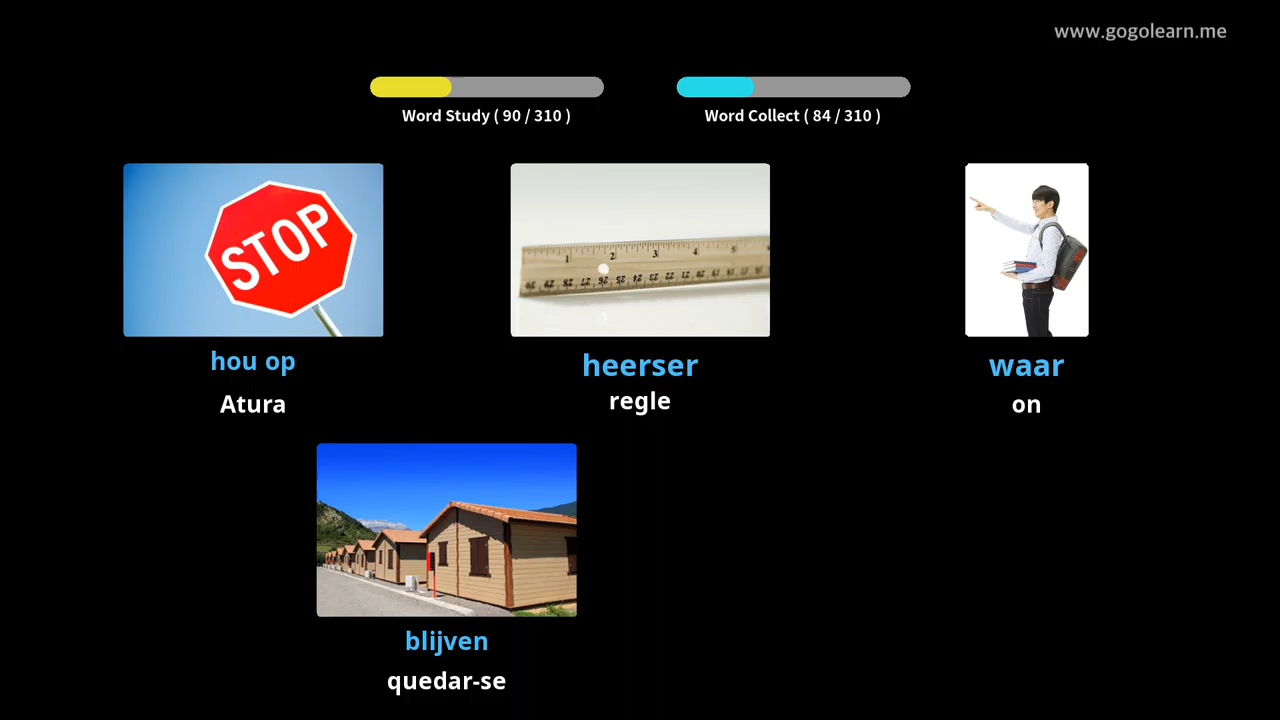 www.gogolearn.me
Word Study ( 90 / 310 )
Word Collect ( 84 / 310 )
STOP
hou op
Atura
heerser
regle
waar
on
blijven
quedar-se